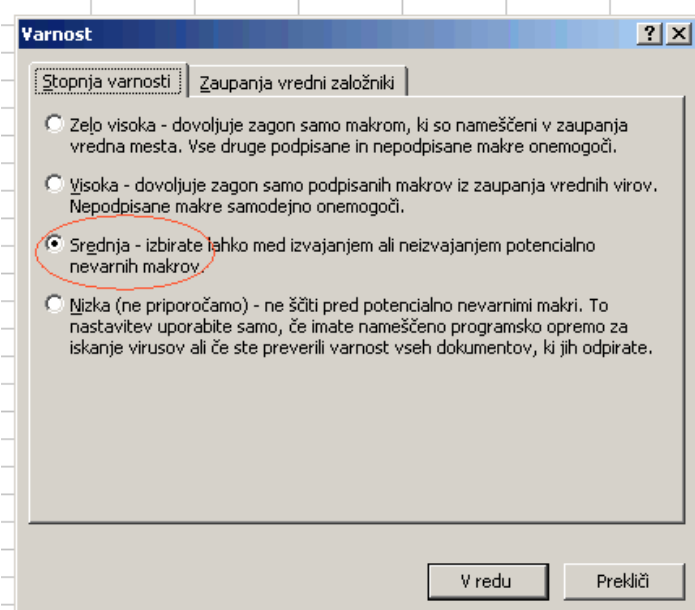 Varnost
Stopnja varnosti
Zaupanja vredni založniki
Zelo visoka - dovoljuje zagon samo makrom, ki so nameščeni v zaupanja
vredna mesta. Vse druge podpisane in nepodpisane makre onemogoči.
Visoka - dovoljuje zagon samo podpisanih makrov iz zaupanja vrednih virov.
Nepodpisane makre samodejno onemogoči.
Srednja - izbirate lahko med izvajanjem ali neizvajanjem potencialno
nevarnih makrov.
Nizka (ne priporočamo) - ne ščiti pred potencialno nevarnimi makri. To
nastavitev uporabite samo, če imate nameščeno programsko opremo za
iskanje virusov ali če ste preverili varnost vseh dokumentov, ki jih odpirate.
V redu
Prekliči